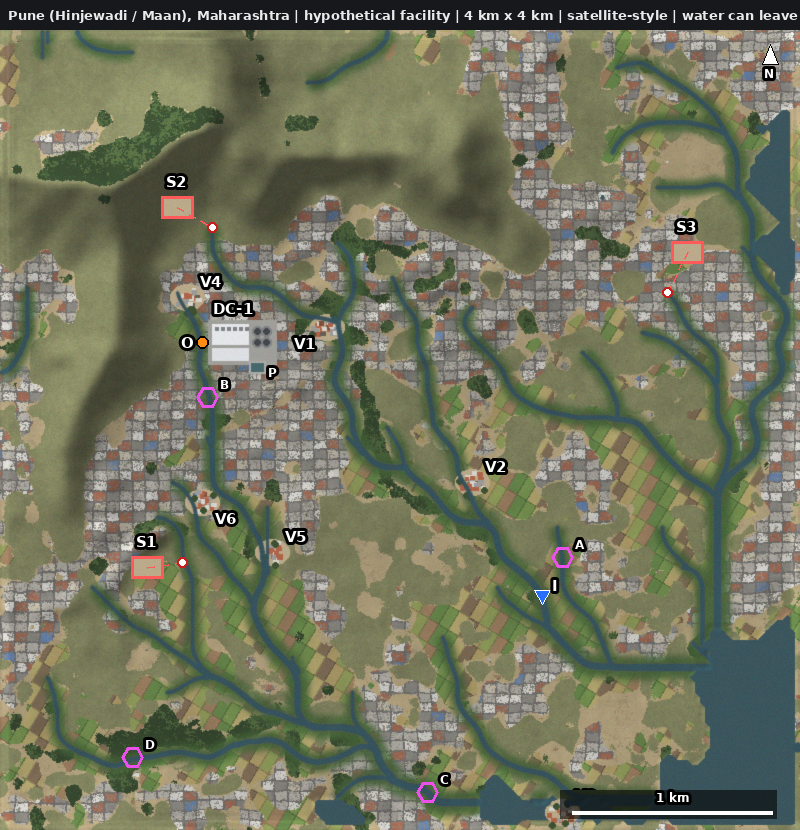 Pune (Hinjewadi / Maan), Maharashtra | hypothetical facility | 4 km x 4 km | satellite-style | water can leave
N
S2
S3
V4
DC-1
O
V1
P
B
V2
V6
S1
V5
A
I
D
C
1 km